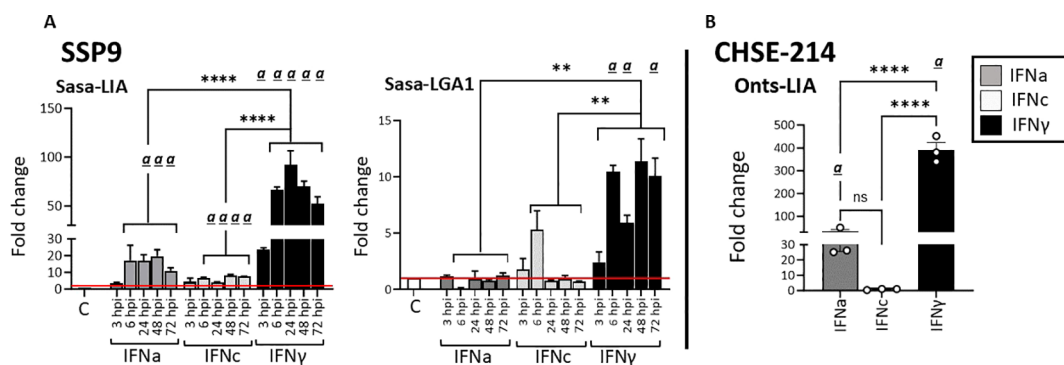 A
SSP9
Sasa-LIA
**** a a a a a
****
a a a
a a a a
Fold change
150
100
50
30
20
10
0
C
3 hpi
6 hpi
24 hpi
48 hpi
72 hpi
3 hpi
6 hpi
24 hpi
48 hpi
72 hpi
3 hpi
6 hpi
24 hpi
48 hpi
72 hpi
IFNa
IFNc
IFNγ
Sasa-LGA1
** a a a
**
Fold change
15
10
5
0
C
3 hpi
6 hpi
24 hpi
48 hpi
72 hpi
3 hpi
6 hpi
24 hpi
48 hpi
72 hpi
3 hpi
6 hpi
24 hpi
48 hpi
72 hpi
IFNa
IFNc
IFNγ
B
CHSE-214
Onts-LIA
**** a
****
a
ns
Fold change
500
400
300
200
100
30
20
10
0
IFNa
IFNc
IFNγ
IFNa
IFNc
IFNγ